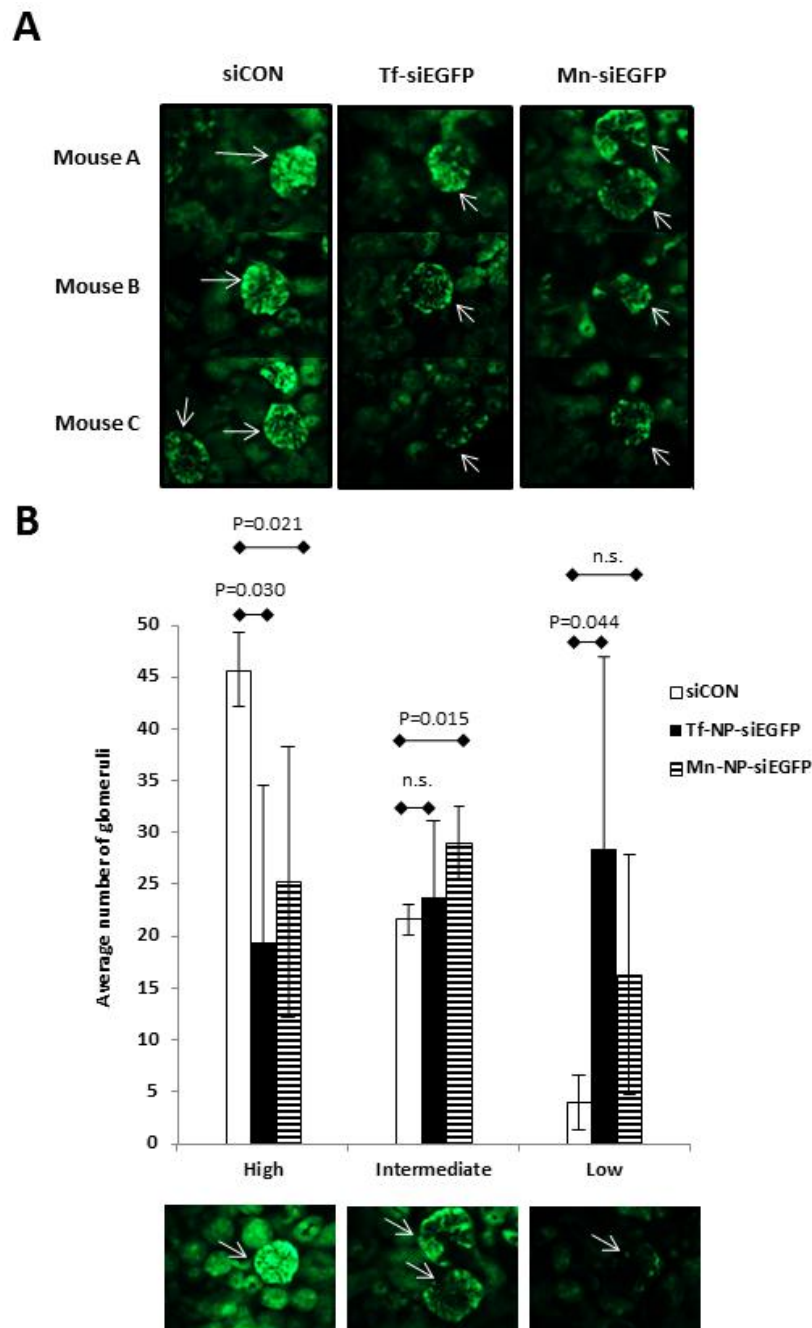 A
siCON Tf-siEGFP Mn-siEGFP
Mouse A
Mouse B
Mouse C
B
P=0.021
n.s.
P=0.030
P=0.044
50
45
40
35
30
25
20
15
10
5
0
Average number of glomeruli
P=0.015
n.s.
siCON
Tf-NP-siEGFP
Mn-NP-siEGFP
High Intermediate Low